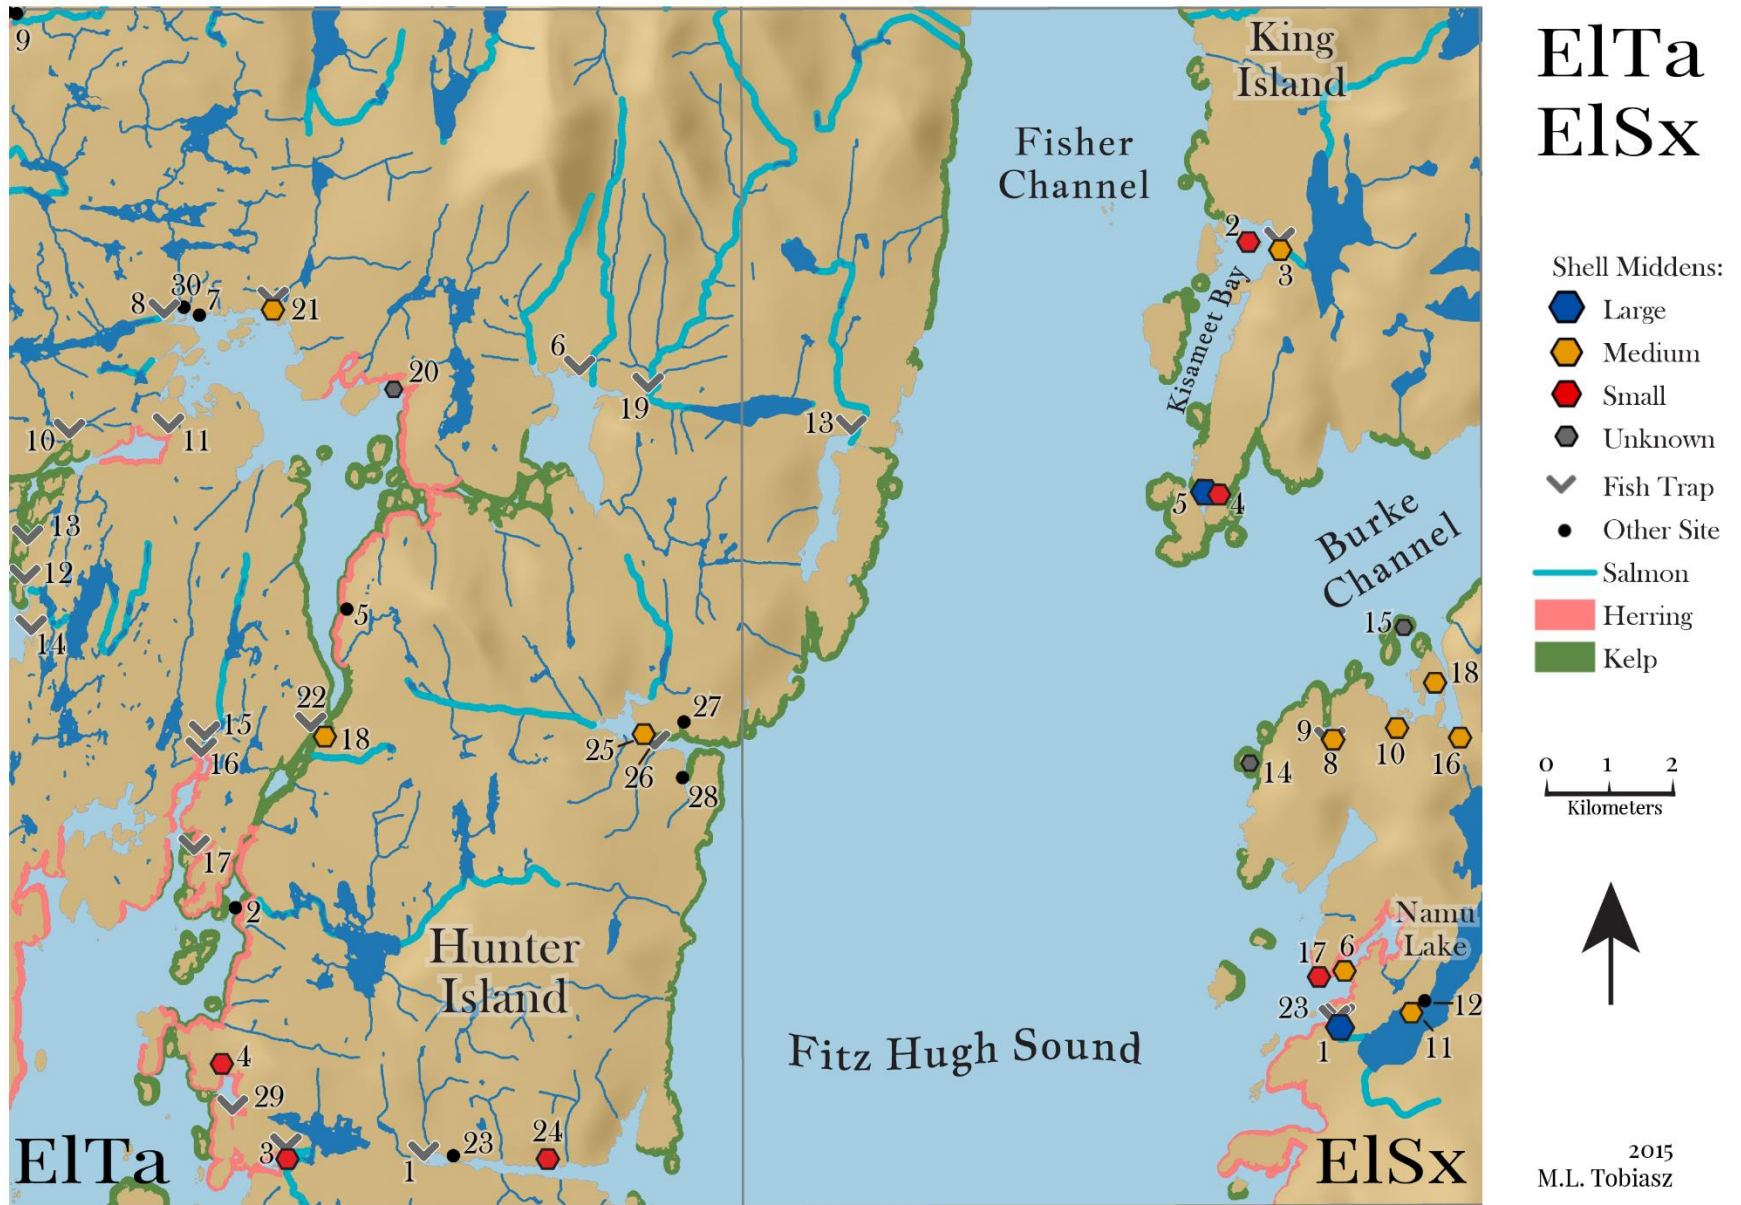 ElTa
ElSx
King
Island
Fisher
Channel
9
2
3
Shell Middens:
Large
Medium
Small
Unknown
Fish Trap
Other Site
Salmon
Herring
Kelp
Kisameet Bay
30
8
7
21
20
6
19
13
10
11
5
4
Burke
Channel
13
12
14
5
15
15
16
22
18
25
26
27
28
18
9
8
10
16
14
0 1 2
Kilometers
17
2
Hunter
Island
Namu
Lake
17
6
23
1
12
11
Fitz Hugh Sound
4
29
3
1
23
24
ElTa
ElSx
2015
M.L. Tobiasz